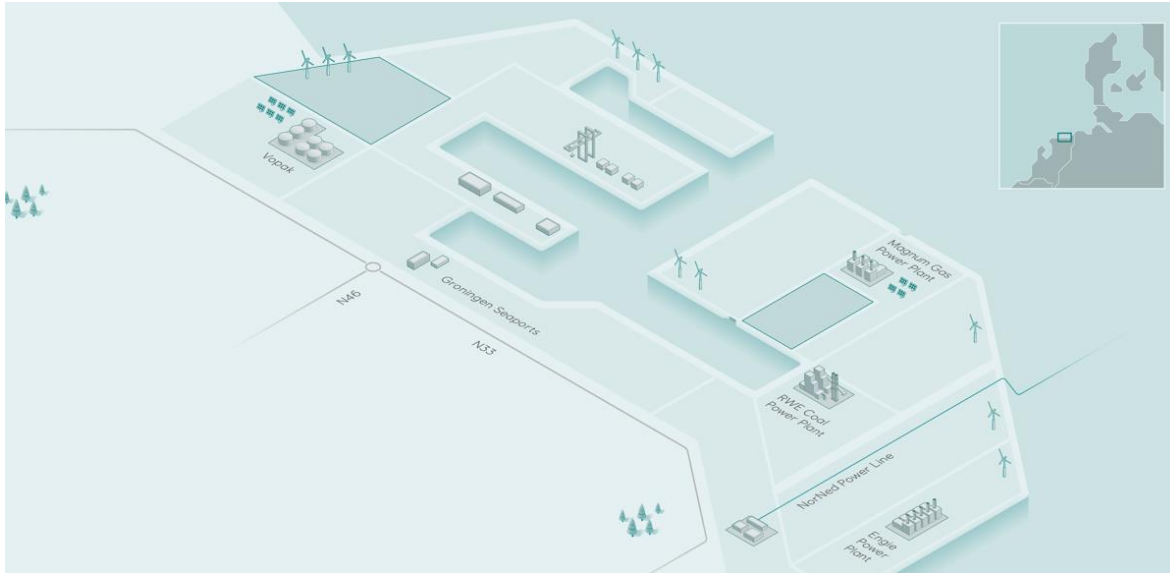 Vopak
Magnum Gas
Power Plant
Groningen Seaports
N46
N33
RWE Coal
Power Plant
NorNed Power Line
Engie
Power
Plant